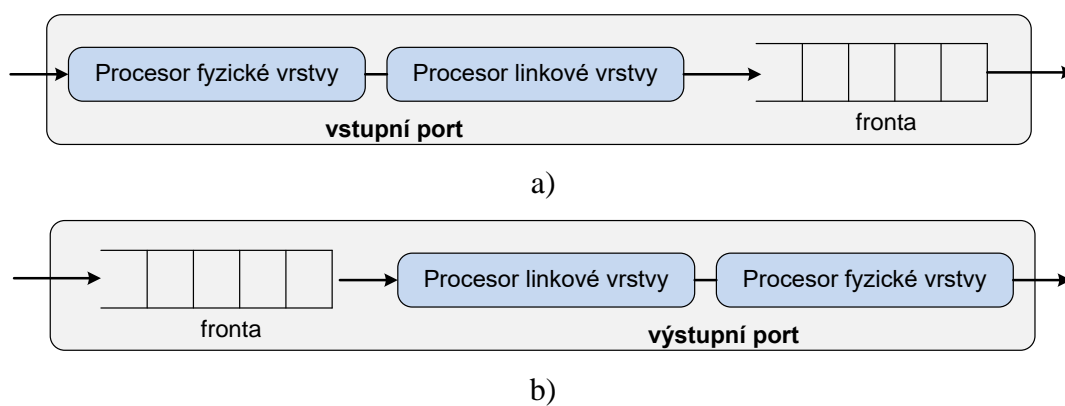 Procesor fyzické vrstvy
Procesor linkové vrstvy
fronta
vstupní port
a)
Procesor linkové vrstvy
Procesor fyzické vrstvy
fronta
výstupní port
b)